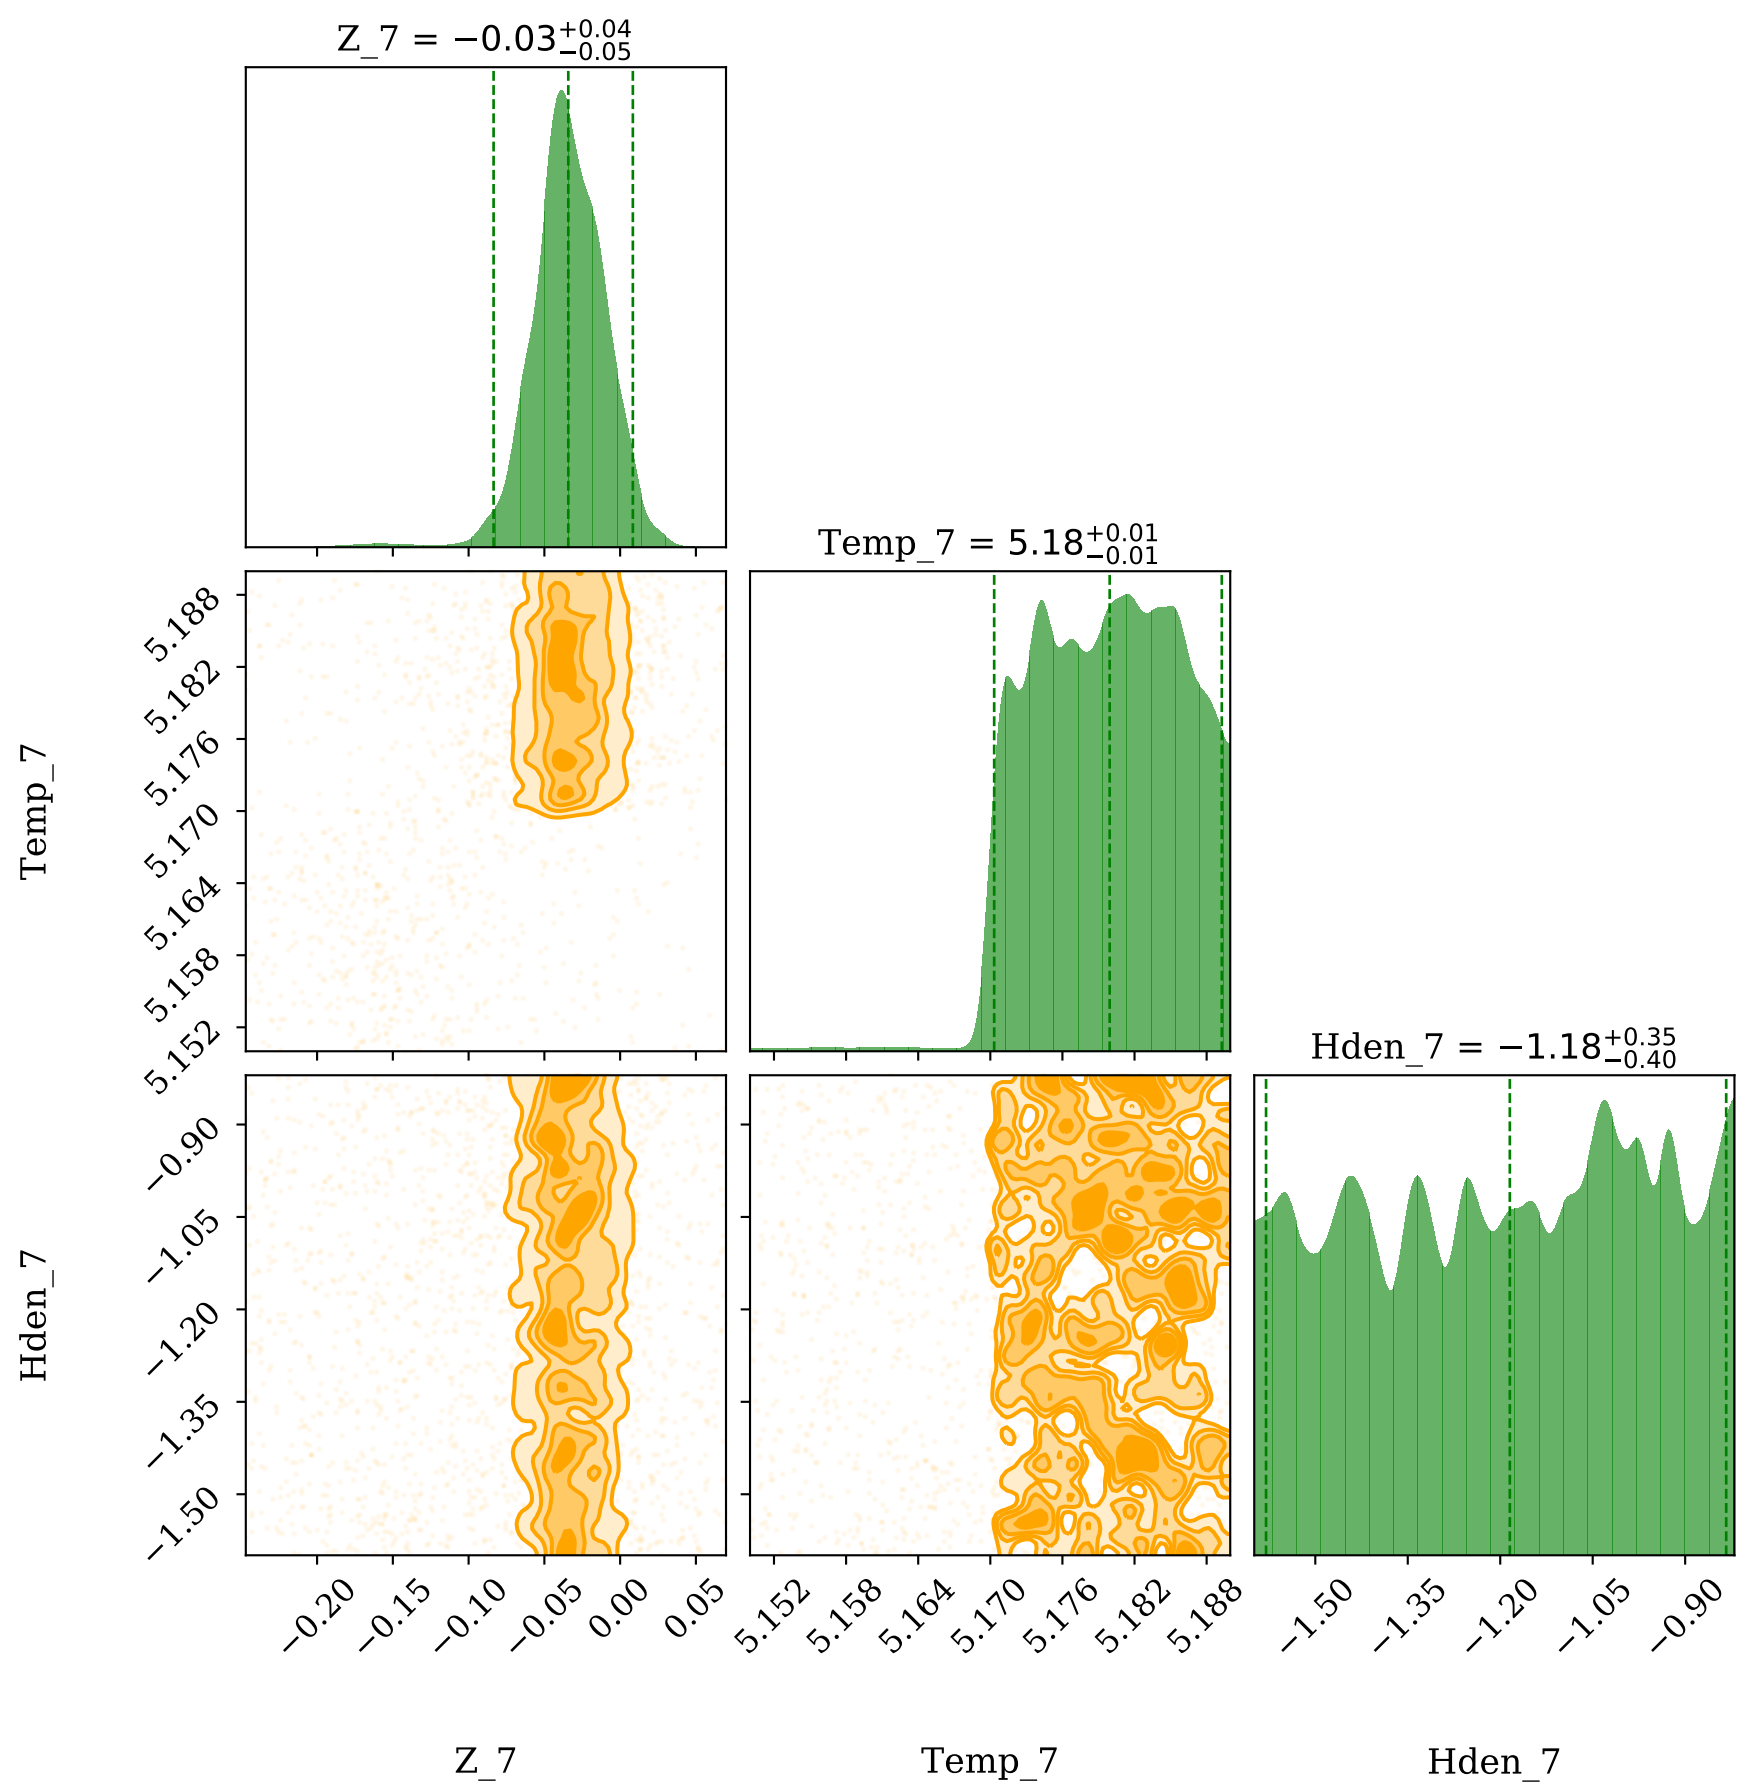 Z_7 = −0.03+0.04−0.05
Temp_7 = 5.18+0.01−0.01
5.188
5.182
5.176
5.170
5.164
5.158
5.152
Temp_7
Hden_7 = −1.18+0.35−0.40
−0.90
−1.05
−1.20
−1.35
−1.50
Hden_7
−0.20 −0.15 −0.10 −0.05 0.00 0.05
5.152 5.158 5.164 5.170 5.176 5.182 5.188
−1.50 −1.35 −1.20 −1.05 −0.90
Z_7
Temp_7
Hden_7